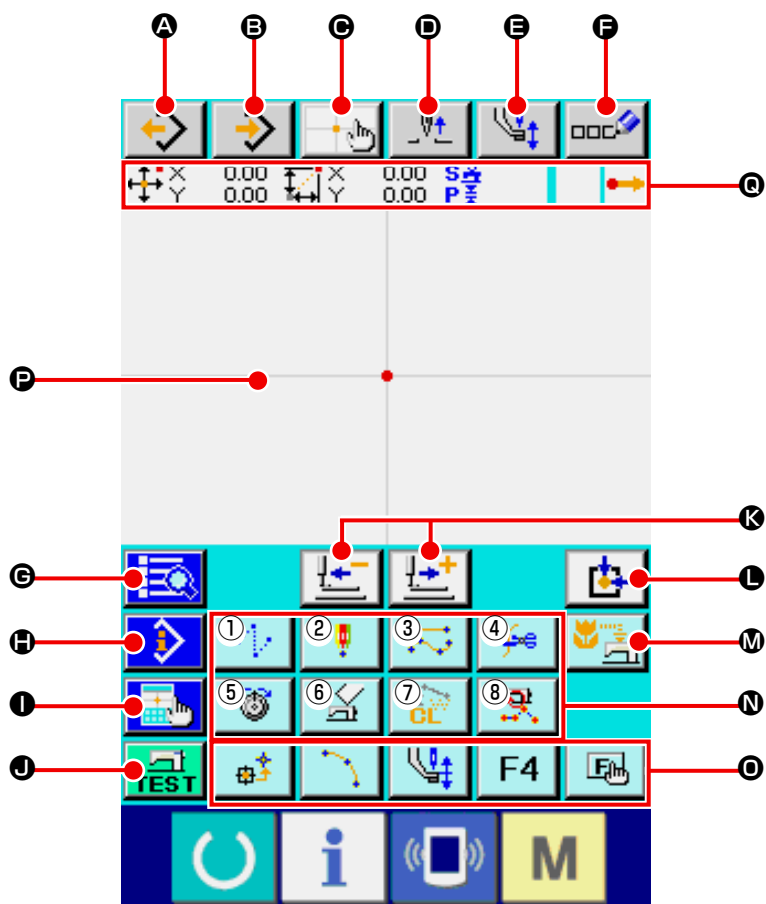 A B C D E F
X 0.00 X 0.00 S
Y 0.00 Y 0.00 P
Q
P
K
G L
H ① ② ③ ④ M
I ⑤ ⑥ ⑦ CL ⑧ N
J TEST F4 F O
i M